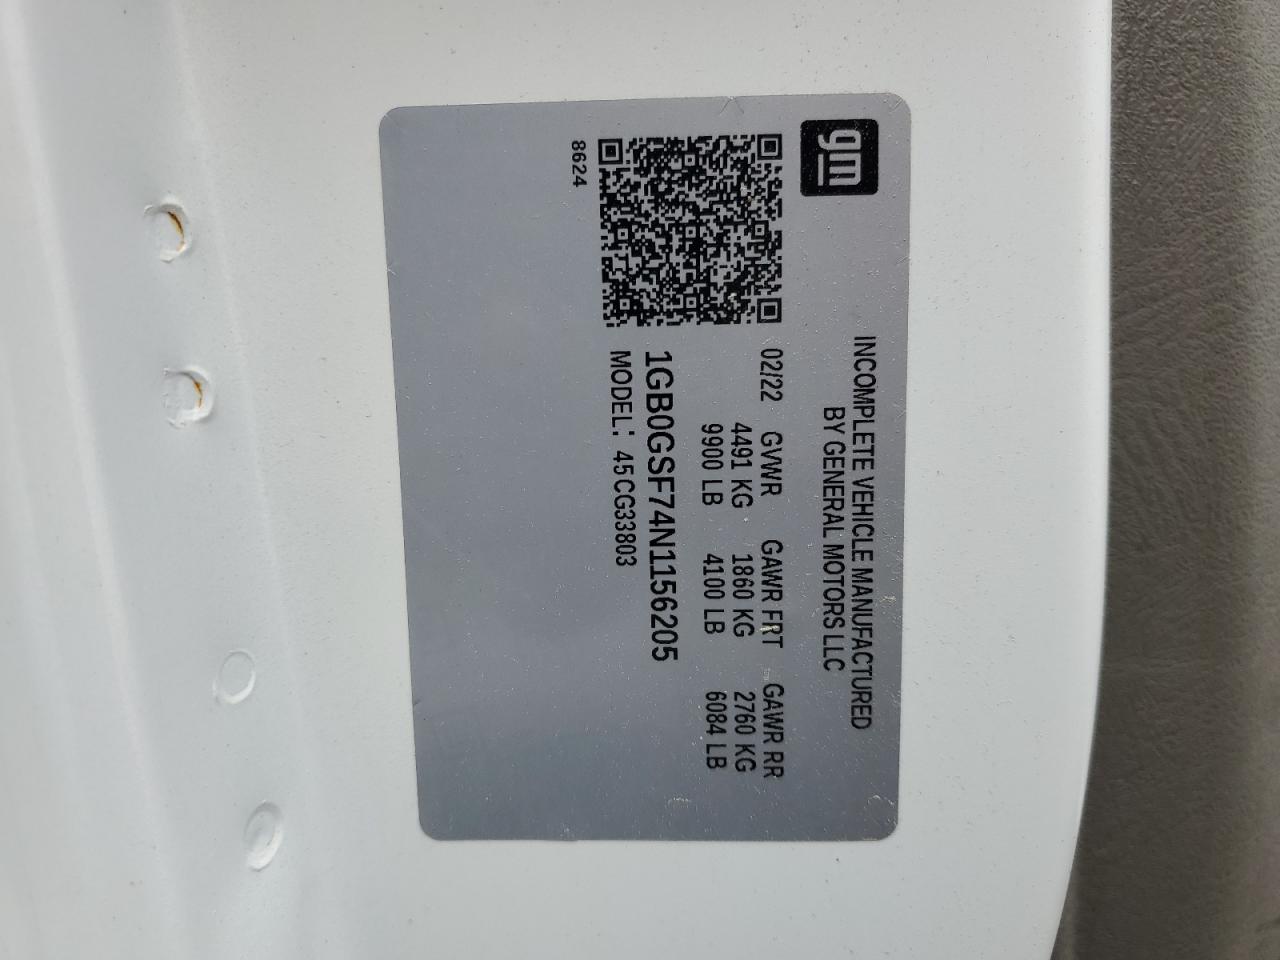 gm
INCOMPLETE VEHICLE MANUFACTURED
BY GENERAL MOTORS LLC
02/22 GVWR GAWR FRT GAWR RR
4491 KG 1860 KG 2760 KG
9900 LB 4100 LB 6084 LB
1GB0GSF74N1156205
MODEL: 45CG33803
8624